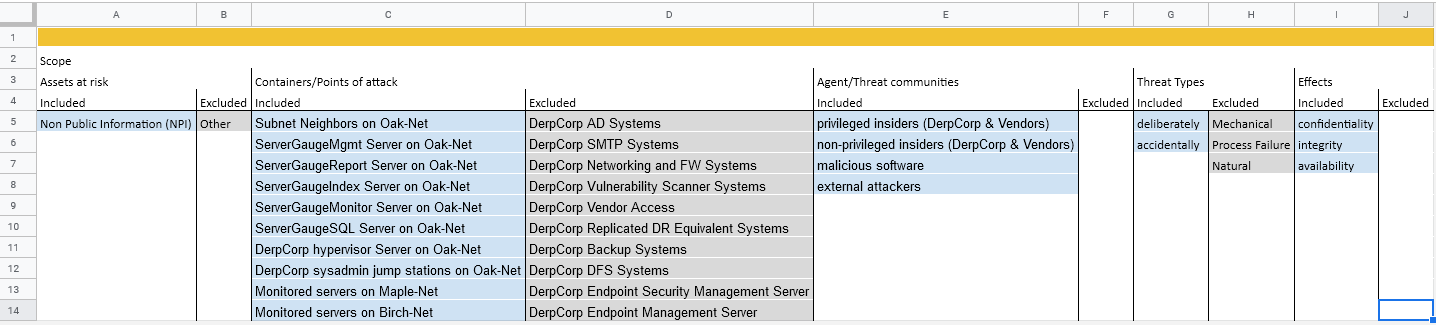 A B C D E F G H I J
1
2 Scope
3 Assets at risk Containers/Points of attack Agent/Threat communities Threat Types Effects
4 Included Excluded Included Excluded Included Excluded Included Excluded Included Excluded
5 Non Public Information (NPI) Other Subnet Neighbors on Oak-Net DerpCorp AD Systems privileged insiders (DerpCorp & Vendors) deliberately Mechanical confidentiality
6 ServerGaugeMgmt Server on Oak-Net DerpCorp SMTP Systems non-privileged insiders (DerpCorp & Vendors) accidentally Process Failure integrity
7 ServerGaugeReport Server on Oak-Net DerpCorp Networking and FW Systems malicious software Natural availability
8 ServerGaugeIndex Server on Oak-Net DerpCorp Vulnerability Scanner Systems external attackers
9 ServerGaugeMonitor Server on Oak-Net DerpCorp Vendor Access
10 ServerGaugeSQL Server on Oak-Net DerpCorp Replicated DR Equivalent Systems
11 DerpCorp hypervisor Server on Oak-Net DerpCorp Backup Systems
12 DerpCorp sysadmin jump stations on Oak-Net DerpCorp DFS Systems
13 Monitored servers on Maple-Net DerpCorp Endpoint Security Management Server
14 Monitored servers on Birch-Net DerpCorp Endpoint Management Server